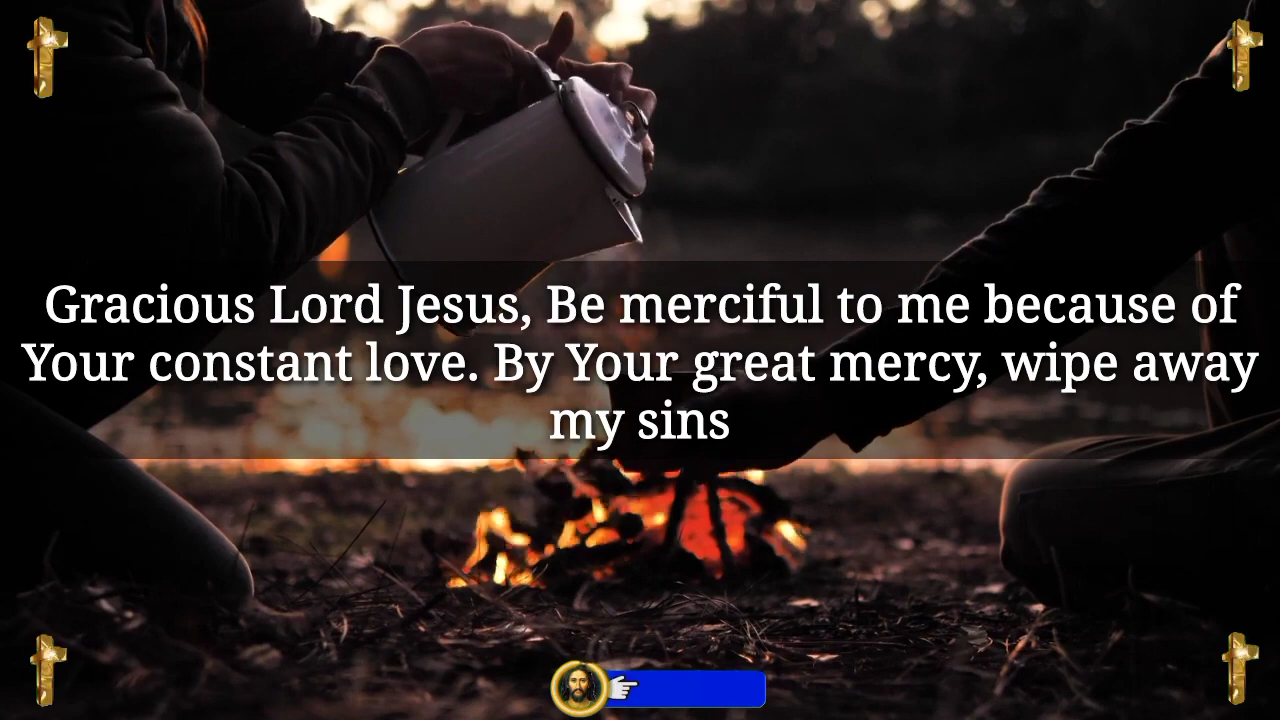 Gracious Lord Jesus, Be merciful to me because of
Your constant love. By Your great mercy, wipe away
my sins